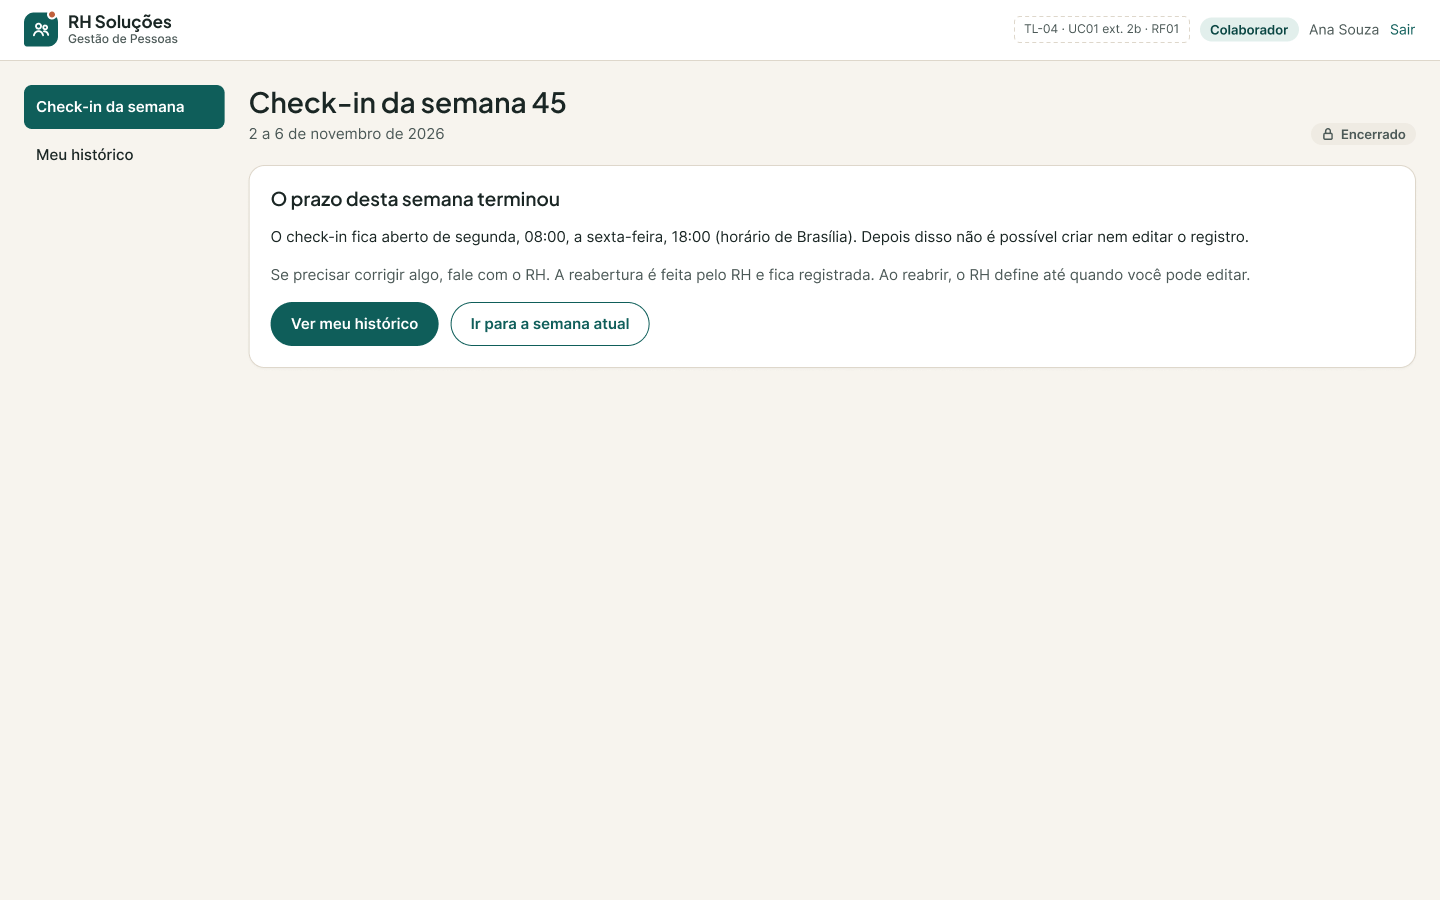 RH Soluções
Gestão de Pessoas
TL-04 · UC01 ext. 2b · RF01
Colaborador
Ana Souza
Sair
Check-in da semana
Meu histórico
Check-in da semana 45
2 a 6 de novembro de 2026
Encerrado
O prazo desta semana terminou
O check-in fica aberto de segunda, 08:00, a sexta-feira, 18:00 (horário de Brasília). Depois disso não é possível criar nem editar o registro.
Se precisar corrigir algo, fale com o RH. A reabertura é feita pelo RH e fica registrada. Ao reabrir, o RH define até quando você pode editar.
Ver meu histórico
Ir para a semana atual